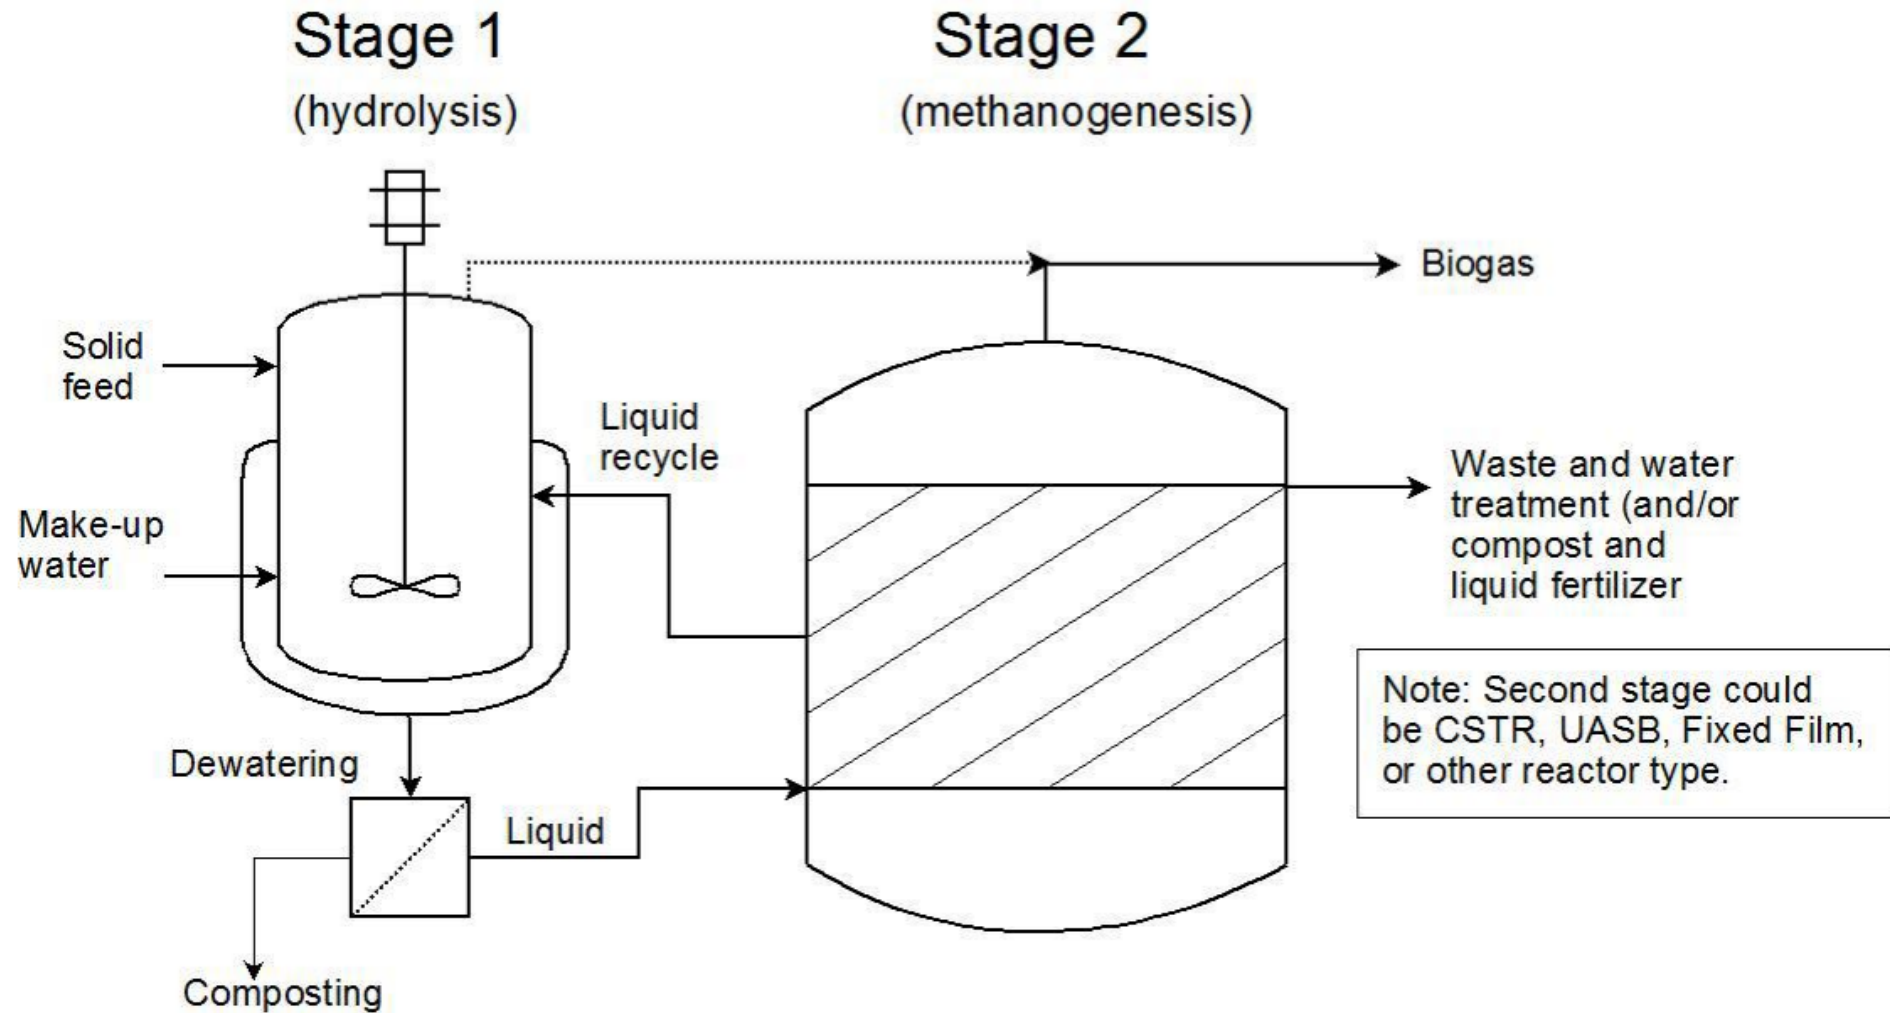 Stage 1
(hydrolysis)
Stage 2
(methanogenesis)
Biogas
Solid
feed
Liquid
recycle
Make-up
water
Waste and water
treatment (and/or
compost and
liquid fertilizer
Note: Second stage could
be CSTR, UASB, Fixed Film,
or other reactor type.
Dewatering
Liquid
Composting